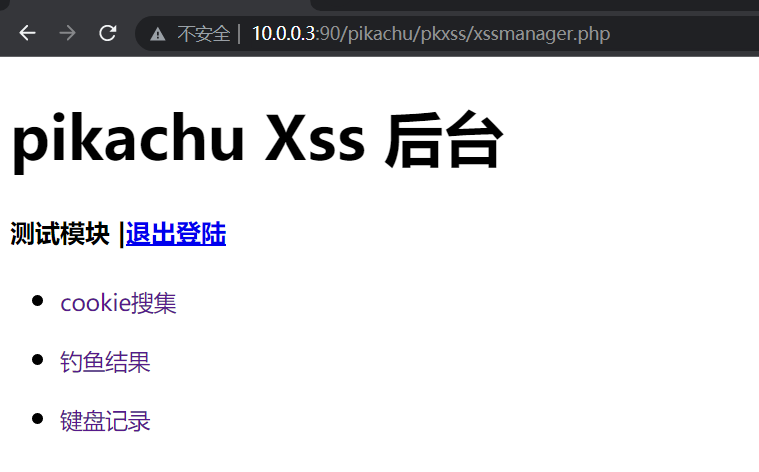 不安全 | 10.0.0.3:90/pikachu/pkxss/xssmanager.php
pikachu Xss 后台
测试模块 |退出登陆
cookie搜集
钓鱼结果
键盘记录